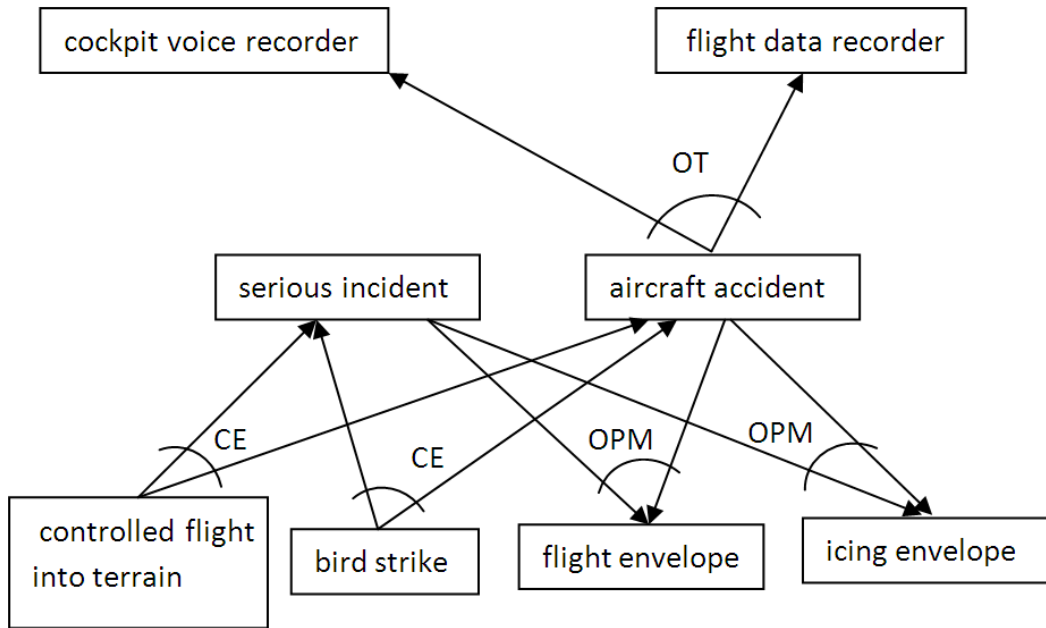 cockpit voice recorder
flight data recorder
OT
serious incident
aircraft accident
CE
CE
OPM
OPM
controlled flight
into terrain
bird strike
flight envelope
icing envelope